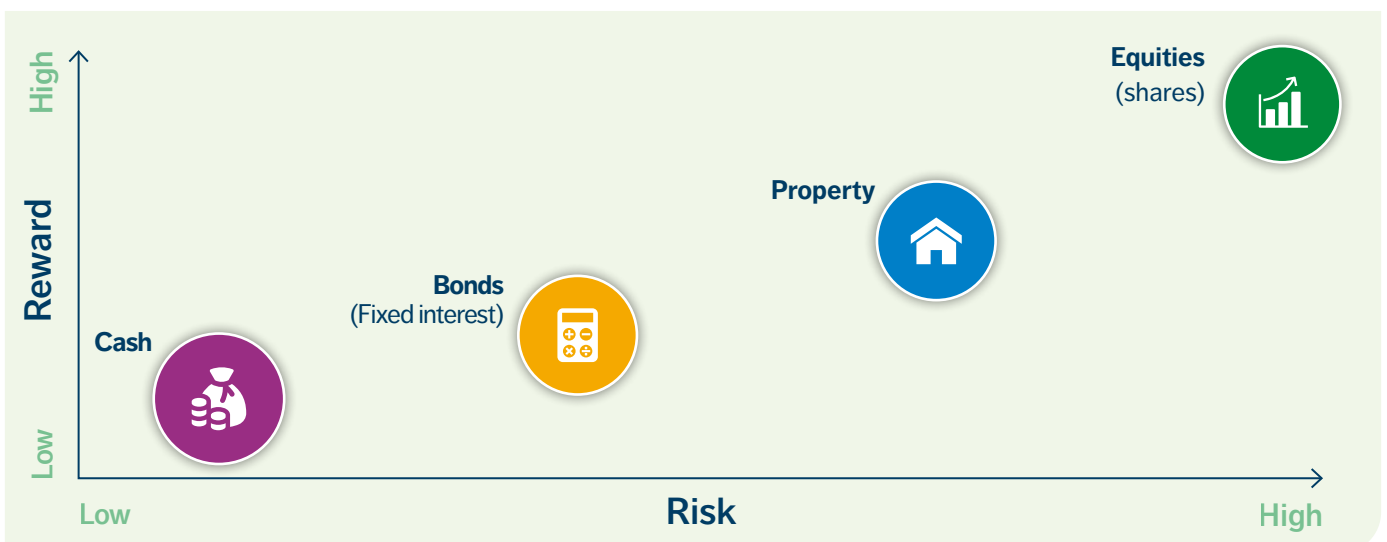 High
Equities
(shares)
Property
Reward
Bonds
(Fixed interest)
Cash
Low
Low
Risk
High